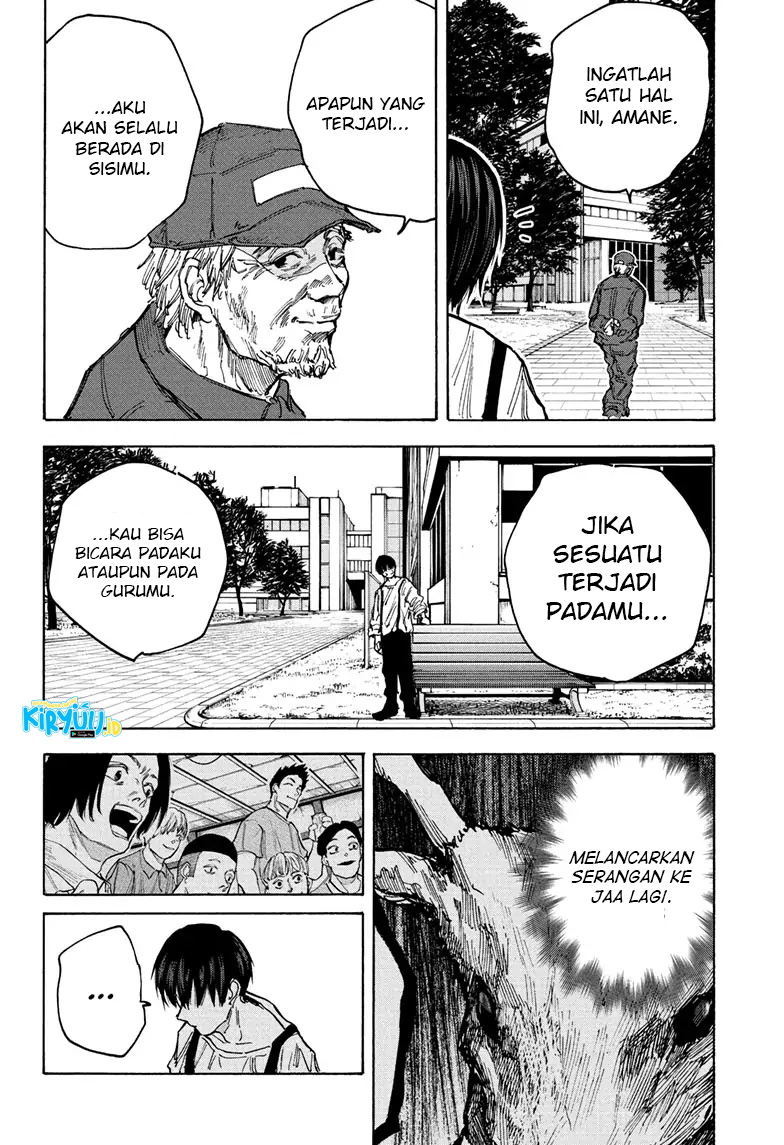 INGATLAH
SATU HAL
INI, AMANE.
APAPUN YANG
TERJADI...
...AKU
AKAN SELALU
BERADA DI
SISIMU.
JIKA
SESUATU
TERJADI
PADAMU...
...KAU BISA
BICARA PADAKU
ATAUPUN PADA
GURUMU.
KIRYUU.ID
MELANCARKAN
SERANGAN KE
JAA LAGI.
...